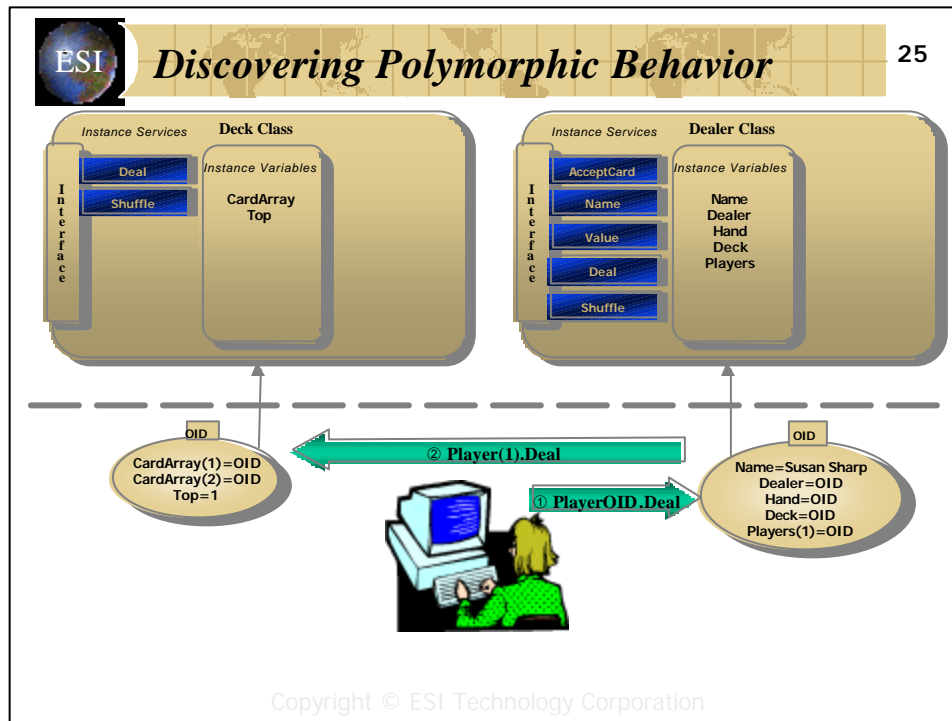 ESI
Discovering Polymorphic Behavior
25
Instance Services
Deck Class
Interface
Deal
Shuffle
Instance Variables
CardArray
Top
Instance Services
Dealer Class
Interface
AcceptCard
Name
Value
Deal
Shuffle
Instance Variables
Name
Dealer
Hand
Deck
Players
OID
CardArray(1)=OID
CardArray(2)=OID
Top=1
② Player(1).Deal
① PlayerOID.Deal
OID
Name=Susan Sharp
Dealer=OID
Hand=OID
Deck=OID
Players(1)=OID
Copyright © ESI Technology Corporation